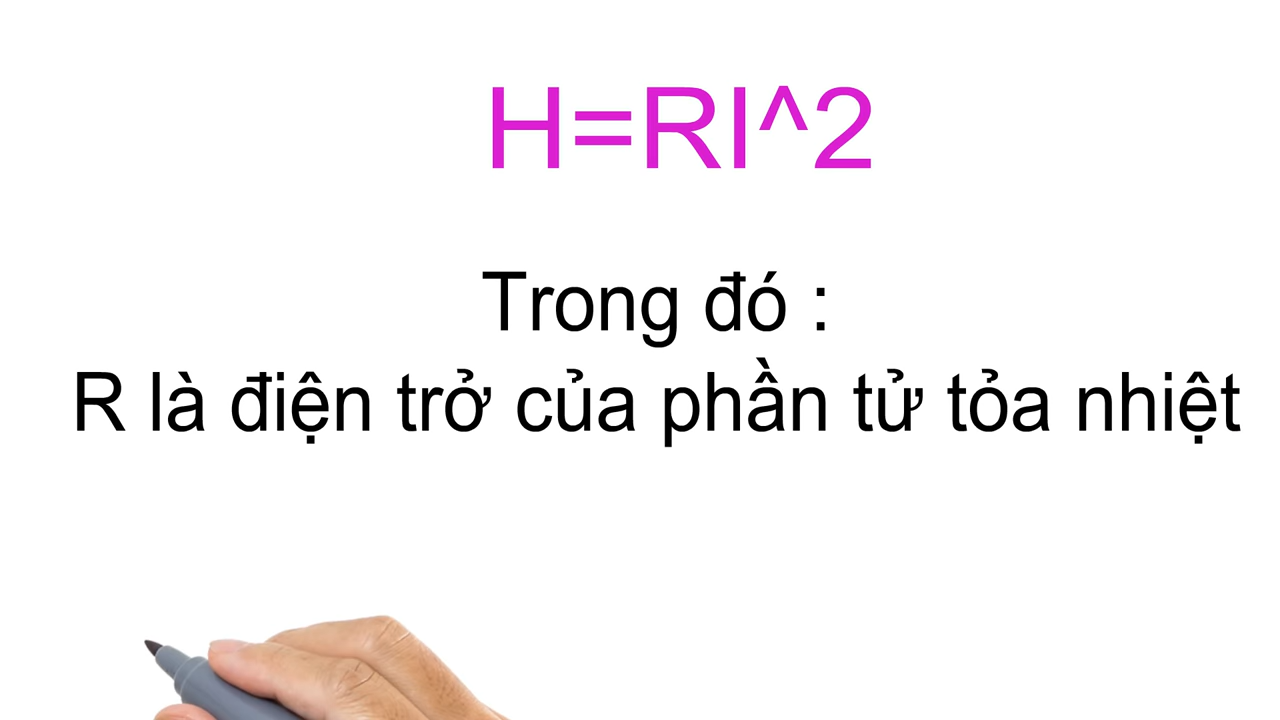 H=RI^2
Trong đó :
R là điện trở của phần tử tỏa nhiệt